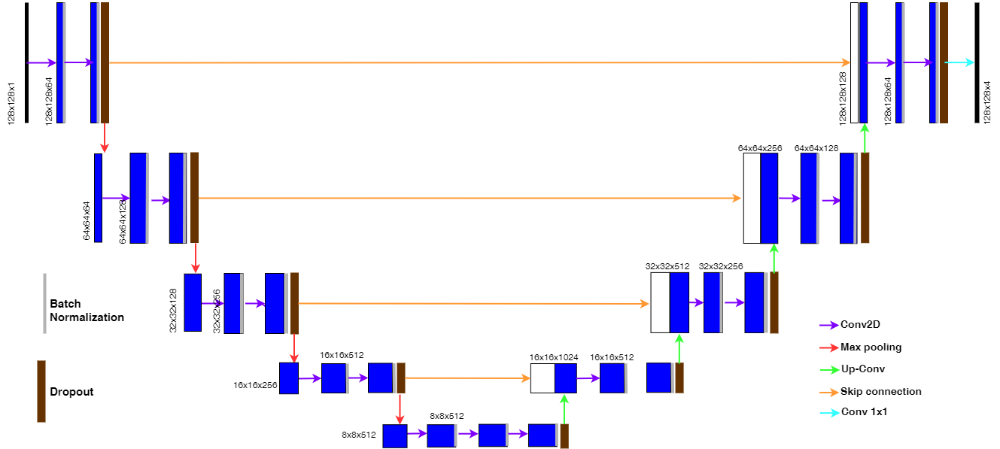 128x128x1
128x128x64
128x128x128
128x128x64
128x128x4
64x64x64
64x64x128
64x64x256
64x64x128
32x32x128
32x32x256
32x32x512
32x32x256
Batch
Normalization
Conv2D
Max pooling
16x16x256
16x16x512
16x16x1024
16x16x512
Up-Conv
Dropout
Skip connection
Conv 1x1
8x8x512
8x8x512